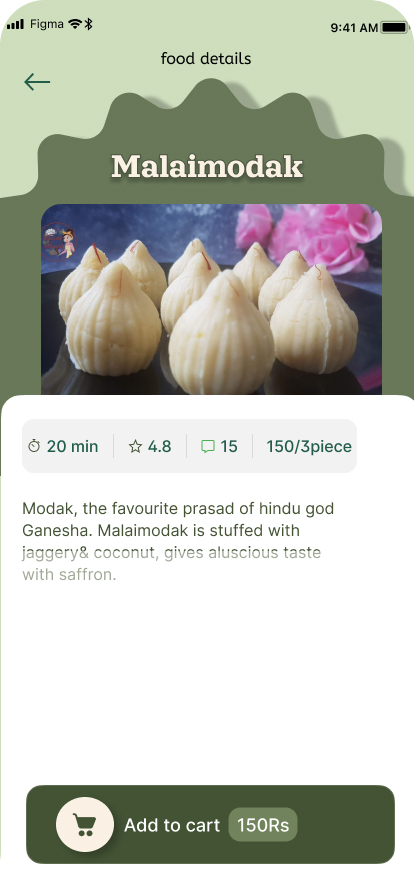 Figma
9:41 AM
food details
Malaimodak
20 min
4.8
15
150/3piece
Modak, the favourite prasad of hindu god
Ganesha. Malaimodak is stuffed with
jaggery& coconut, gives aluscious taste
with saffron.
Add to cart
150Rs